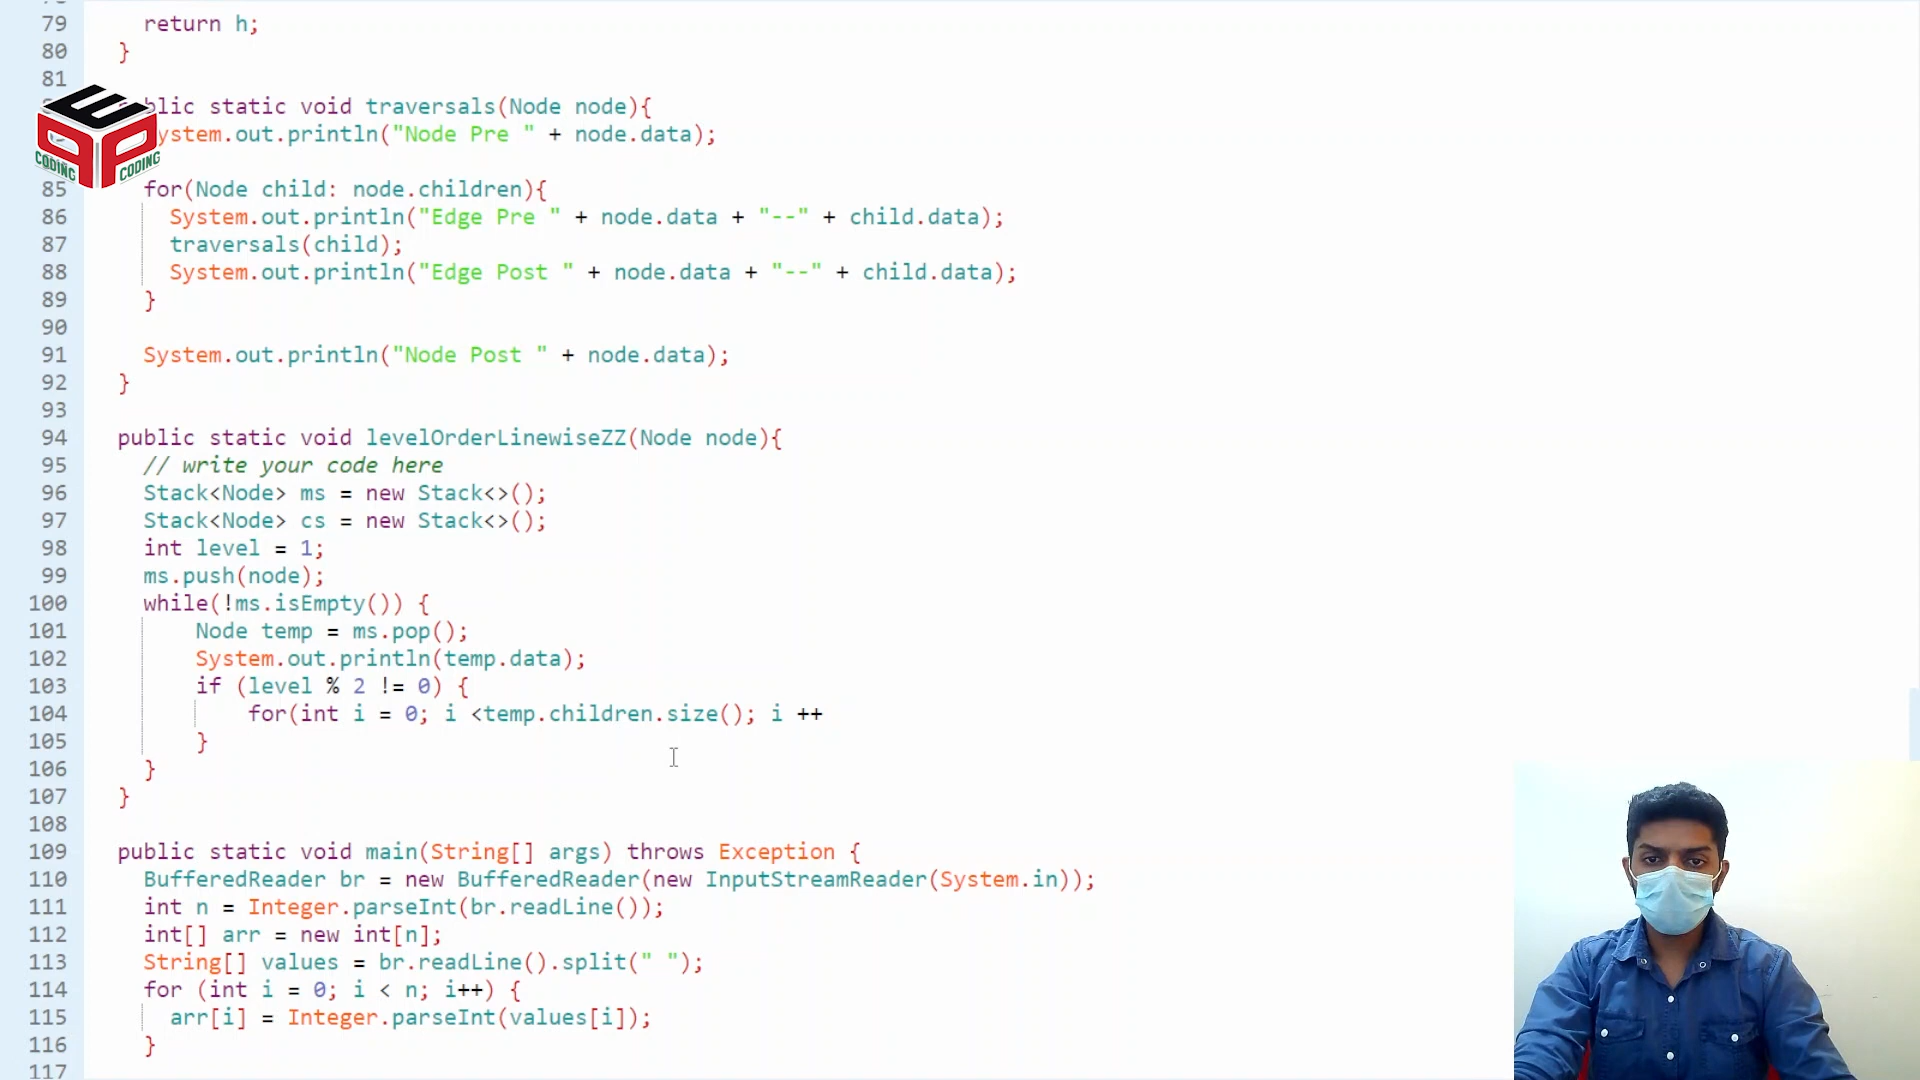 79 return h;
80 }
81
blic static void traversals(Node node){
ystem.out.println("Node Pre " + node.data);
CODING CODING
85 for(Node child: node.children){
86 System.out.println("Edge Pre " + node.data + "--" + child.data);
87 traversals(child);
88 System.out.println("Edge Post " + node.data + "--" + child.data);
89 }
90
91 System.out.println("Node Post " + node.data);
92 }
93
94 public static void levelOrderLinewiseZZ(Node node){
95 // write your code here
96 Stack<Node> ms = new Stack<>();
97 Stack<Node> cs = new Stack<>();
98 int level = 1;
99 ms.push(node);
100 while(!ms.isEmpty()) {
101 Node temp = ms.pop();
102 System.out.println(temp.data);
103 if (level % 2 != 0) {
104 for(int i = 0; i <temp.children.size(); i ++
105 }
106 }
107 }
108
109 public static void main(String[] args) throws Exception {
110 BufferedReader br = new BufferedReader(new InputStreamReader(System.in));
111 int n = Integer.parseInt(br.readLine());
112 int[] arr = new int[n];
113 String[] values = br.readLine().split(" ");
114 for (int i = 0; i < n; i++) {
115 arr[i] = Integer.parseInt(values[i]);
116 }
117